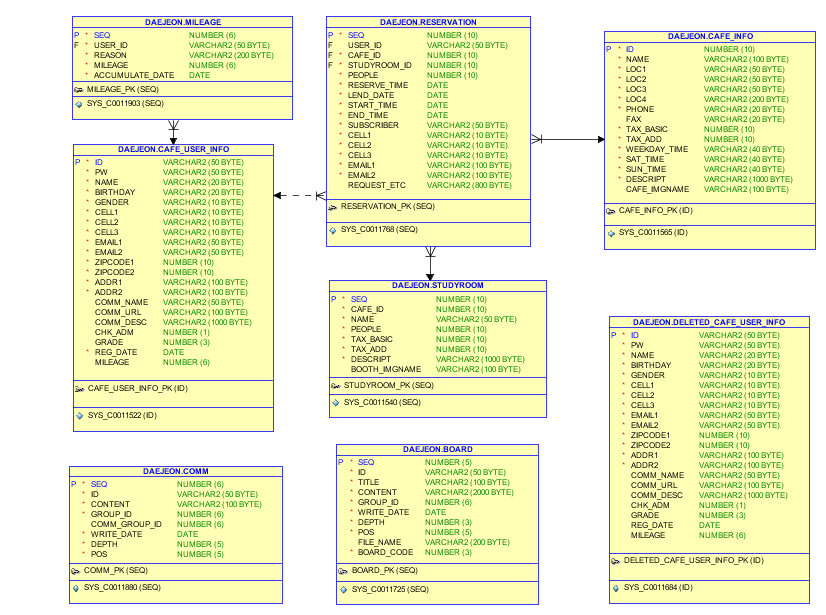 DAEJEON.MILEAGE
P * SEQ NUMBER (6)
F * USER_ID VARCHAR2 (50 BYTE)
* REASON VARCHAR2 (200 BYTE)
* MILEAGE NUMBER (6)
* ACCUMULATE_DATE DATE
MILEAGE_PK (SEQ)
SYS_C0011903 (SEQ)
DAEJEON.RESERVATION
P * SEQ NUMBER (10)
F USER_ID VARCHAR2 (50 BYTE)
F * CAFE_ID NUMBER (10)
F * STUDYROOM_ID NUMBER (10)
* PEOPLE NUMBER (10)
* RESERVE_TIME DATE
* LEND_DATE DATE
* START_TIME DATE
* END_TIME DATE
* SUBSCRIBER VARCHAR2 (50 BYTE)
* CELL1 VARCHAR2 (10 BYTE)
* CELL2 VARCHAR2 (10 BYTE)
* CELL3 VARCHAR2 (10 BYTE)
* EMAIL1 VARCHAR2 (100 BYTE)
* EMAIL2 VARCHAR2 (100 BYTE)
REQUEST_ETC VARCHAR2 (800 BYTE)
RESERVATION_PK (SEQ)
SYS_C0011768 (SEQ)
DAEJEON.CAFE_INFO
P * ID NUMBER (10)
* NAME VARCHAR2 (100 BYTE)
* LOC1 VARCHAR2 (50 BYTE)
* LOC2 VARCHAR2 (50 BYTE)
* LOC3 VARCHAR2 (50 BYTE)
* LOC4 VARCHAR2 (200 BYTE)
* PHONE VARCHAR2 (20 BYTE)
FAX VARCHAR2 (20 BYTE)
* TAX_BASIC NUMBER (10)
* TAX_ADD NUMBER (10)
* WEEKDAY_TIME VARCHAR2 (40 BYTE)
* SAT_TIME VARCHAR2 (40 BYTE)
* SUN_TIME VARCHAR2 (40 BYTE)
* DESCRIPT VARCHAR2 (1000 BYTE)
CAFE_IMGNAME VARCHAR2 (100 BYTE)
CAFE_INFO_PK (ID)
SYS_C0011565 (ID)
DAEJEON.CAFE_USER_INFO
P * ID VARCHAR2 (50 BYTE)
* PW VARCHAR2 (50 BYTE)
* NAME VARCHAR2 (20 BYTE)
* BIRTHDAY VARCHAR2 (20 BYTE)
* GENDER VARCHAR2 (10 BYTE)
* CELL1 VARCHAR2 (10 BYTE)
* CELL2 VARCHAR2 (10 BYTE)
* CELL3 VARCHAR2 (10 BYTE)
* EMAIL1 VARCHAR2 (50 BYTE)
* EMAIL2 VARCHAR2 (50 BYTE)
* ZIPCODE1 NUMBER (10)
* ZIPCODE2 NUMBER (10)
* ADDR1 VARCHAR2 (100 BYTE)
* ADDR2 VARCHAR2 (100 BYTE)
COMM_NAME VARCHAR2 (50 BYTE)
COMM_URL VARCHAR2 (100 BYTE)
COMM_DESC VARCHAR2 (1000 BYTE)
CHK_ADM NUMBER (1)
GRADE NUMBER (3)
* REG_DATE DATE
MILEAGE NUMBER (6)
CAFE_USER_INFO_PK (ID)
SYS_C0011522 (ID)
DAEJEON.STUDYROOM
P * SEQ NUMBER (10)
* CAFE_ID NUMBER (10)
* NAME VARCHAR2 (50 BYTE)
* PEOPLE NUMBER (10)
* TAX_BASIC NUMBER (10)
* TAX_ADD NUMBER (10)
* DESCRIPT VARCHAR2 (1000 BYTE)
BOOTH_IMGNAME VARCHAR2 (100 BYTE)
STUDYROOM_PK (SEQ)
SYS_C0011540 (SEQ)
DAEJEON.DELETED_CAFE_USER_INFO
P * ID VARCHAR2 (50 BYTE)
* PW VARCHAR2 (50 BYTE)
* NAME VARCHAR2 (20 BYTE)
* BIRTHDAY VARCHAR2 (20 BYTE)
* GENDER VARCHAR2 (10 BYTE)
* CELL1 VARCHAR2 (10 BYTE)
* CELL2 VARCHAR2 (10 BYTE)
* CELL3 VARCHAR2 (10 BYTE)
* EMAIL1 VARCHAR2 (50 BYTE)
* EMAIL2 VARCHAR2 (50 BYTE)
* ZIPCODE1 NUMBER (10)
* ZIPCODE2 NUMBER (10)
* ADDR1 VARCHAR2 (100 BYTE)
* ADDR2 VARCHAR2 (100 BYTE)
COMM_NAME VARCHAR2 (50 BYTE)
COMM_URL VARCHAR2 (100 BYTE)
COMM_DESC VARCHAR2 (1000 BYTE)
CHK_ADM NUMBER (1)
GRADE NUMBER (3)
REG_DATE DATE
MILEAGE NUMBER (6)
DELETED_CAFE_USER_INFO_PK (ID)
SYS_C0011684 (ID)
DAEJEON.COMM
P * SEQ NUMBER (6)
* ID VARCHAR2 (50 BYTE)
* CONTENT VARCHAR2 (100 BYTE)
* GROUP_ID NUMBER (6)
COMM_GROUP_ID NUMBER (6)
* WRITE_DATE DATE
* DEPTH NUMBER (5)
* POS NUMBER (5)
COMM_PK (SEQ)
SYS_C0011880 (SEQ)
DAEJEON.BOARD
P * SEQ NUMBER (5)
* ID VARCHAR2 (50 BYTE)
* TITLE VARCHAR2 (100 BYTE)
* CONTENT VARCHAR2 (2000 BYTE)
* GROUP_ID NUMBER (6)
* WRITE_DATE DATE
* DEPTH NUMBER (3)
* POS NUMBER (5)
FILE_NAME VARCHAR2 (200 BYTE)
* BOARD_CODE NUMBER (3)
BOARD_PK (SEQ)
SYS_C0011725 (SEQ)